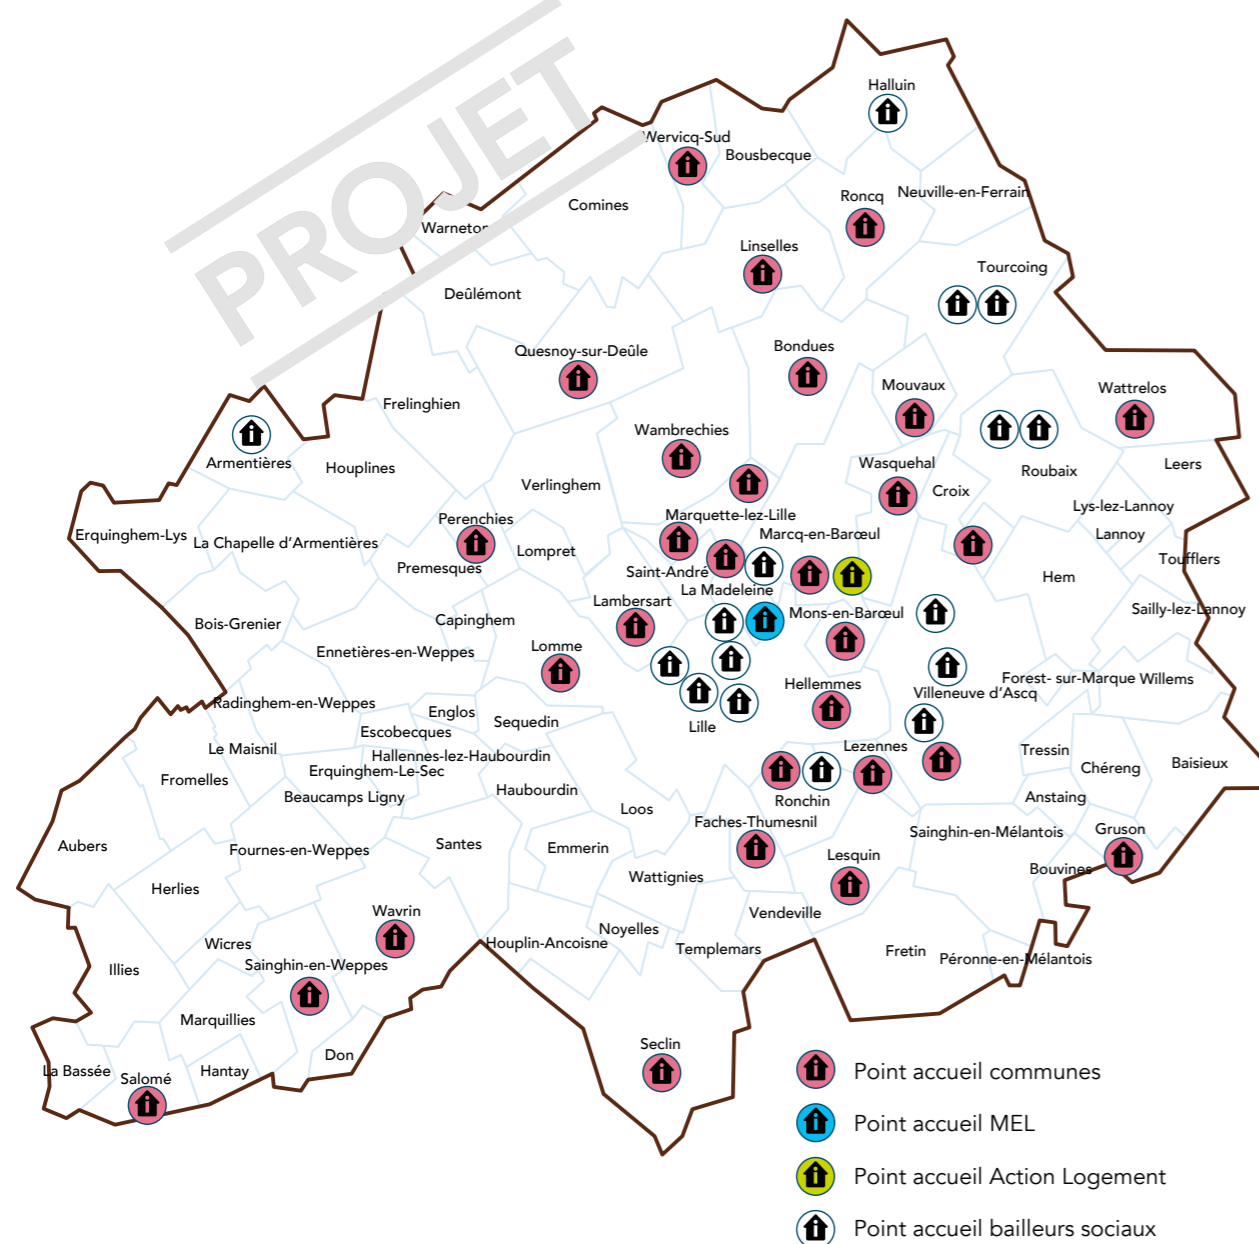 PROJET
Halluin
Wervicq-Sud
Bousbecque
Roncq
Neuville-en-Ferrain
Comines
Warneton
Linselles
Tourcoing
Deûlémont
Quesnoy-sur-Deûle
Bondues
Mouvaux
Wattrelos
Frelinghien
Wambrechies
Armentières
Houplines
Wasquehal
Roubaix
Leers
Verlinghem
Croix
Lys-lez-Lannoy
Marquette-lez-Lille
Perenchies
Erquinghem-Lys
La Chapelle d'Armentières
Lompret
Marcq-en-Barœul
Lannoy
Toufflers
Premesques
Saint-André
Hem
La Madeleine
Lambersart
Mons-en-Barœul
Sailly-lez-Lannoy
Bois-Grenier
Capinghem
Ennetières-en-Weppes
Lomme
Hellemmes
Villeneuve d'Ascq
Forest- sur-Marque
Willems
Radinghem-en-Weppes
Englos
Sequedin
Lille
Escobecques
Le Maisnil
Hallennes-lez-Haubourdin
Lezennes
Tressin
Chéreng
Baisieux
Erquinghem-Le-Sec
Fromelles
Beaucamps Ligny
Haubourdin
Loos
Ronchin
Anstaing
Faches-Thumesnil
Sainghin-en-Mélantois
Gruson
Aubers
Fournes-en-Weppes
Santes
Emmerin
Lesquin
Bouvines
Herlies
Wattignies
Wavrin
Vendeville
Noyelles
Wicres
Houplin-Ancoisne
Templemars
Fretin
Péronne-en-Mélantois
Illies
Sainghin-en-Weppes
Marquillies
Seclin
Don
La Bassée
Salomé
Hantay
Point accueil communes
Point accueil MEL
Point accueil Action Logement
Point accueil bailleurs sociaux